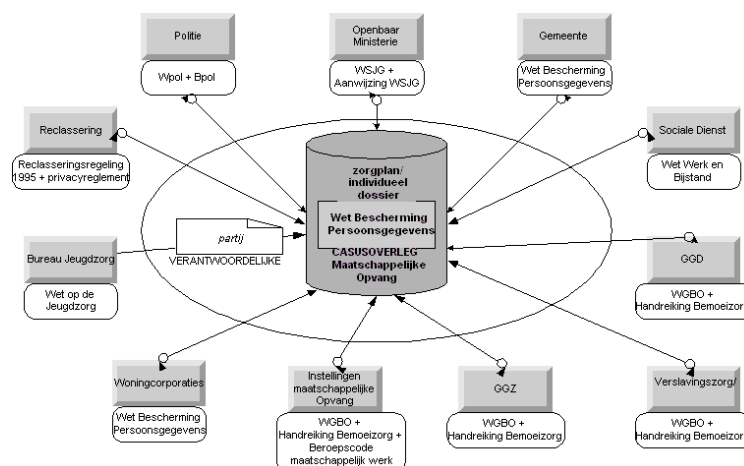 Politie
Wpol + Bpol
Openbaar
Ministerie
WSJG +
Aanwijzing WSJG
Gemeente
Wet Bescherming
Persoonsgegevens
Reclassering
Reclasseringsregeling
1995 + privacyreglement
Sociale Dienst
Wet Werk en
Bijstand
zorgplan/
individueel
dossier
Wet Bescherming
Persoonsgegevens
CASUSOVERLEG
Maatschappelijke
Opvang
partij
VERANTWOORDELIJKE
Bureau Jeugdzorg
Wet op de
Jeugdzorg
GGD
WGBO +
Handreiking Bemoeizorg
Woningcorporaties
Wet Bescherming
Persoonsgegevens
Instellingen
maatschappelijke
Opvang
WGBO +
Handreiking Bemoeizorg +
Beroepscode
maatschappelijk werk
GGZ
WGBO +
Handreiking Bemoeizorg
Verslavingszorg/
WGBO +
Handreiking Bemoeizorg